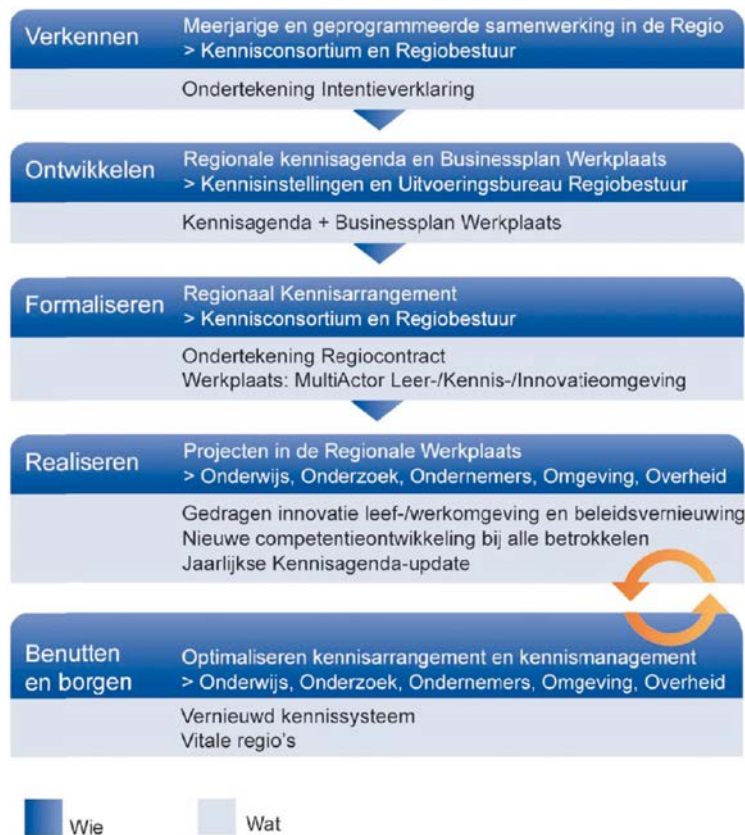 Verkennen
Meerjarige en geprogrammeerde samenwerking in de Regio
> Kennisconsortium en Regiobestuur
Ondertekening Intentieverklaring
Ontwikkelen
Regionale kennisagenda en Businessplan Werkplaats
> Kennisinstellingen en Uitvoeringsbureau Regiobestuur
Kennisagenda + Businessplan Werkplaats
Formaliseren
Regionaal Kennisarrangement
> Kennisconsortium en Regiobestuur
Ondertekening Regiocontract
Werkplaats: MultiActor Leer-/Kennis-/Innovatieomgeving
Realiseren
Projecten in de Regionale Werkplaats
> Onderwijs, Onderzoek, Ondernemers, Omgeving, Overheid
Gedragen innovatie leef-/werkomgeving en beleidsvernieuwing
Nieuwe competentieontwikkeling bij alle betrokkelen
Jaarlijkse Kennisagenda-update
Benutten
en borgen
Optimaliseren kennisarrangement en kennismanagement
> Onderwijs, Onderzoek, Ondernemers, Omgeving, Overheid
Vernieuwd kennissysteem
Vitale regio's
Wie
Wat